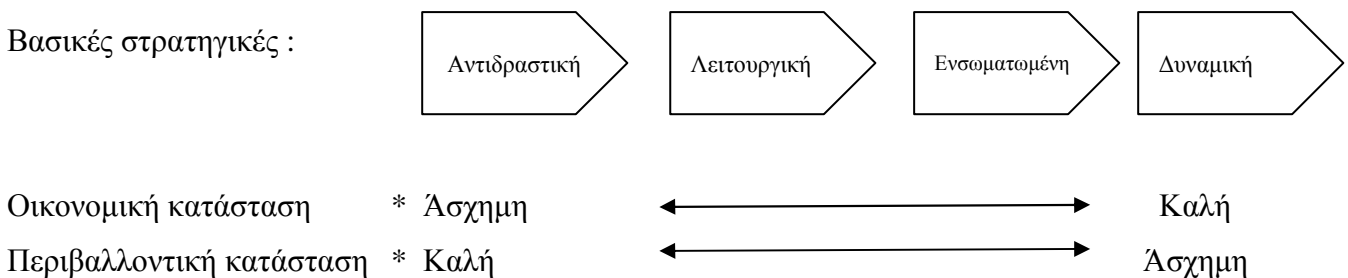 Βασικές στρατηγικές :
Αντιδραστική
Λειτουργική
Ενσωματωμένη
Δυναμική
Οικονομική κατάσταση * Άσχημη Καλή
Περιβαλλοντική κατάσταση * Καλή Άσχημη